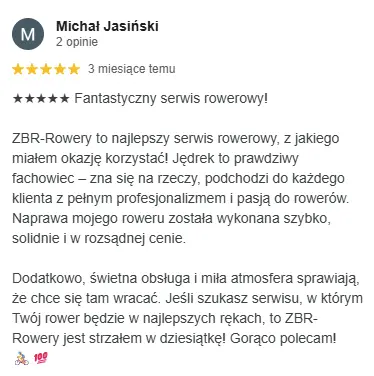 M
Michał Jasiński
2 opinie
★★★★★ 3 miesiące temu
★★★★★ Fantastyczny serwis rowerowy!
ZBR-Rowery to najlepszy serwis rowerowy, z jakiego
miałem okazję korzystać! Jędrek to prawdziwy
fachowiec – zna się na rzeczy, podchodzi do każdego
klienta z pełnym profesjonalizmem i pasją do rowerów.
Naprawa mojego roweru została wykonana szybko,
solidnie i w rozsądnej cenie.
Dodatkowo, świetna obsługa i miła atmosfera sprawiają,
że chce się tam wracać. Jeśli szukasz serwisu, w którym
Twój rower będzie w najlepszych rękach, to ZBR-
Rowery jest strzałem w dziesiątkę! Gorąco polecam!
🚴💯